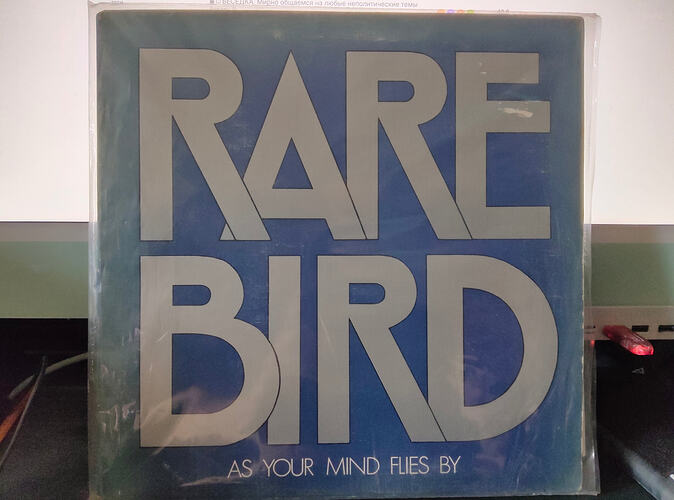 БЕСЕДКА. Мирно общаемся на любые неполитические темы
RARE
BIRD
AS YOUR MIND FLIES BY